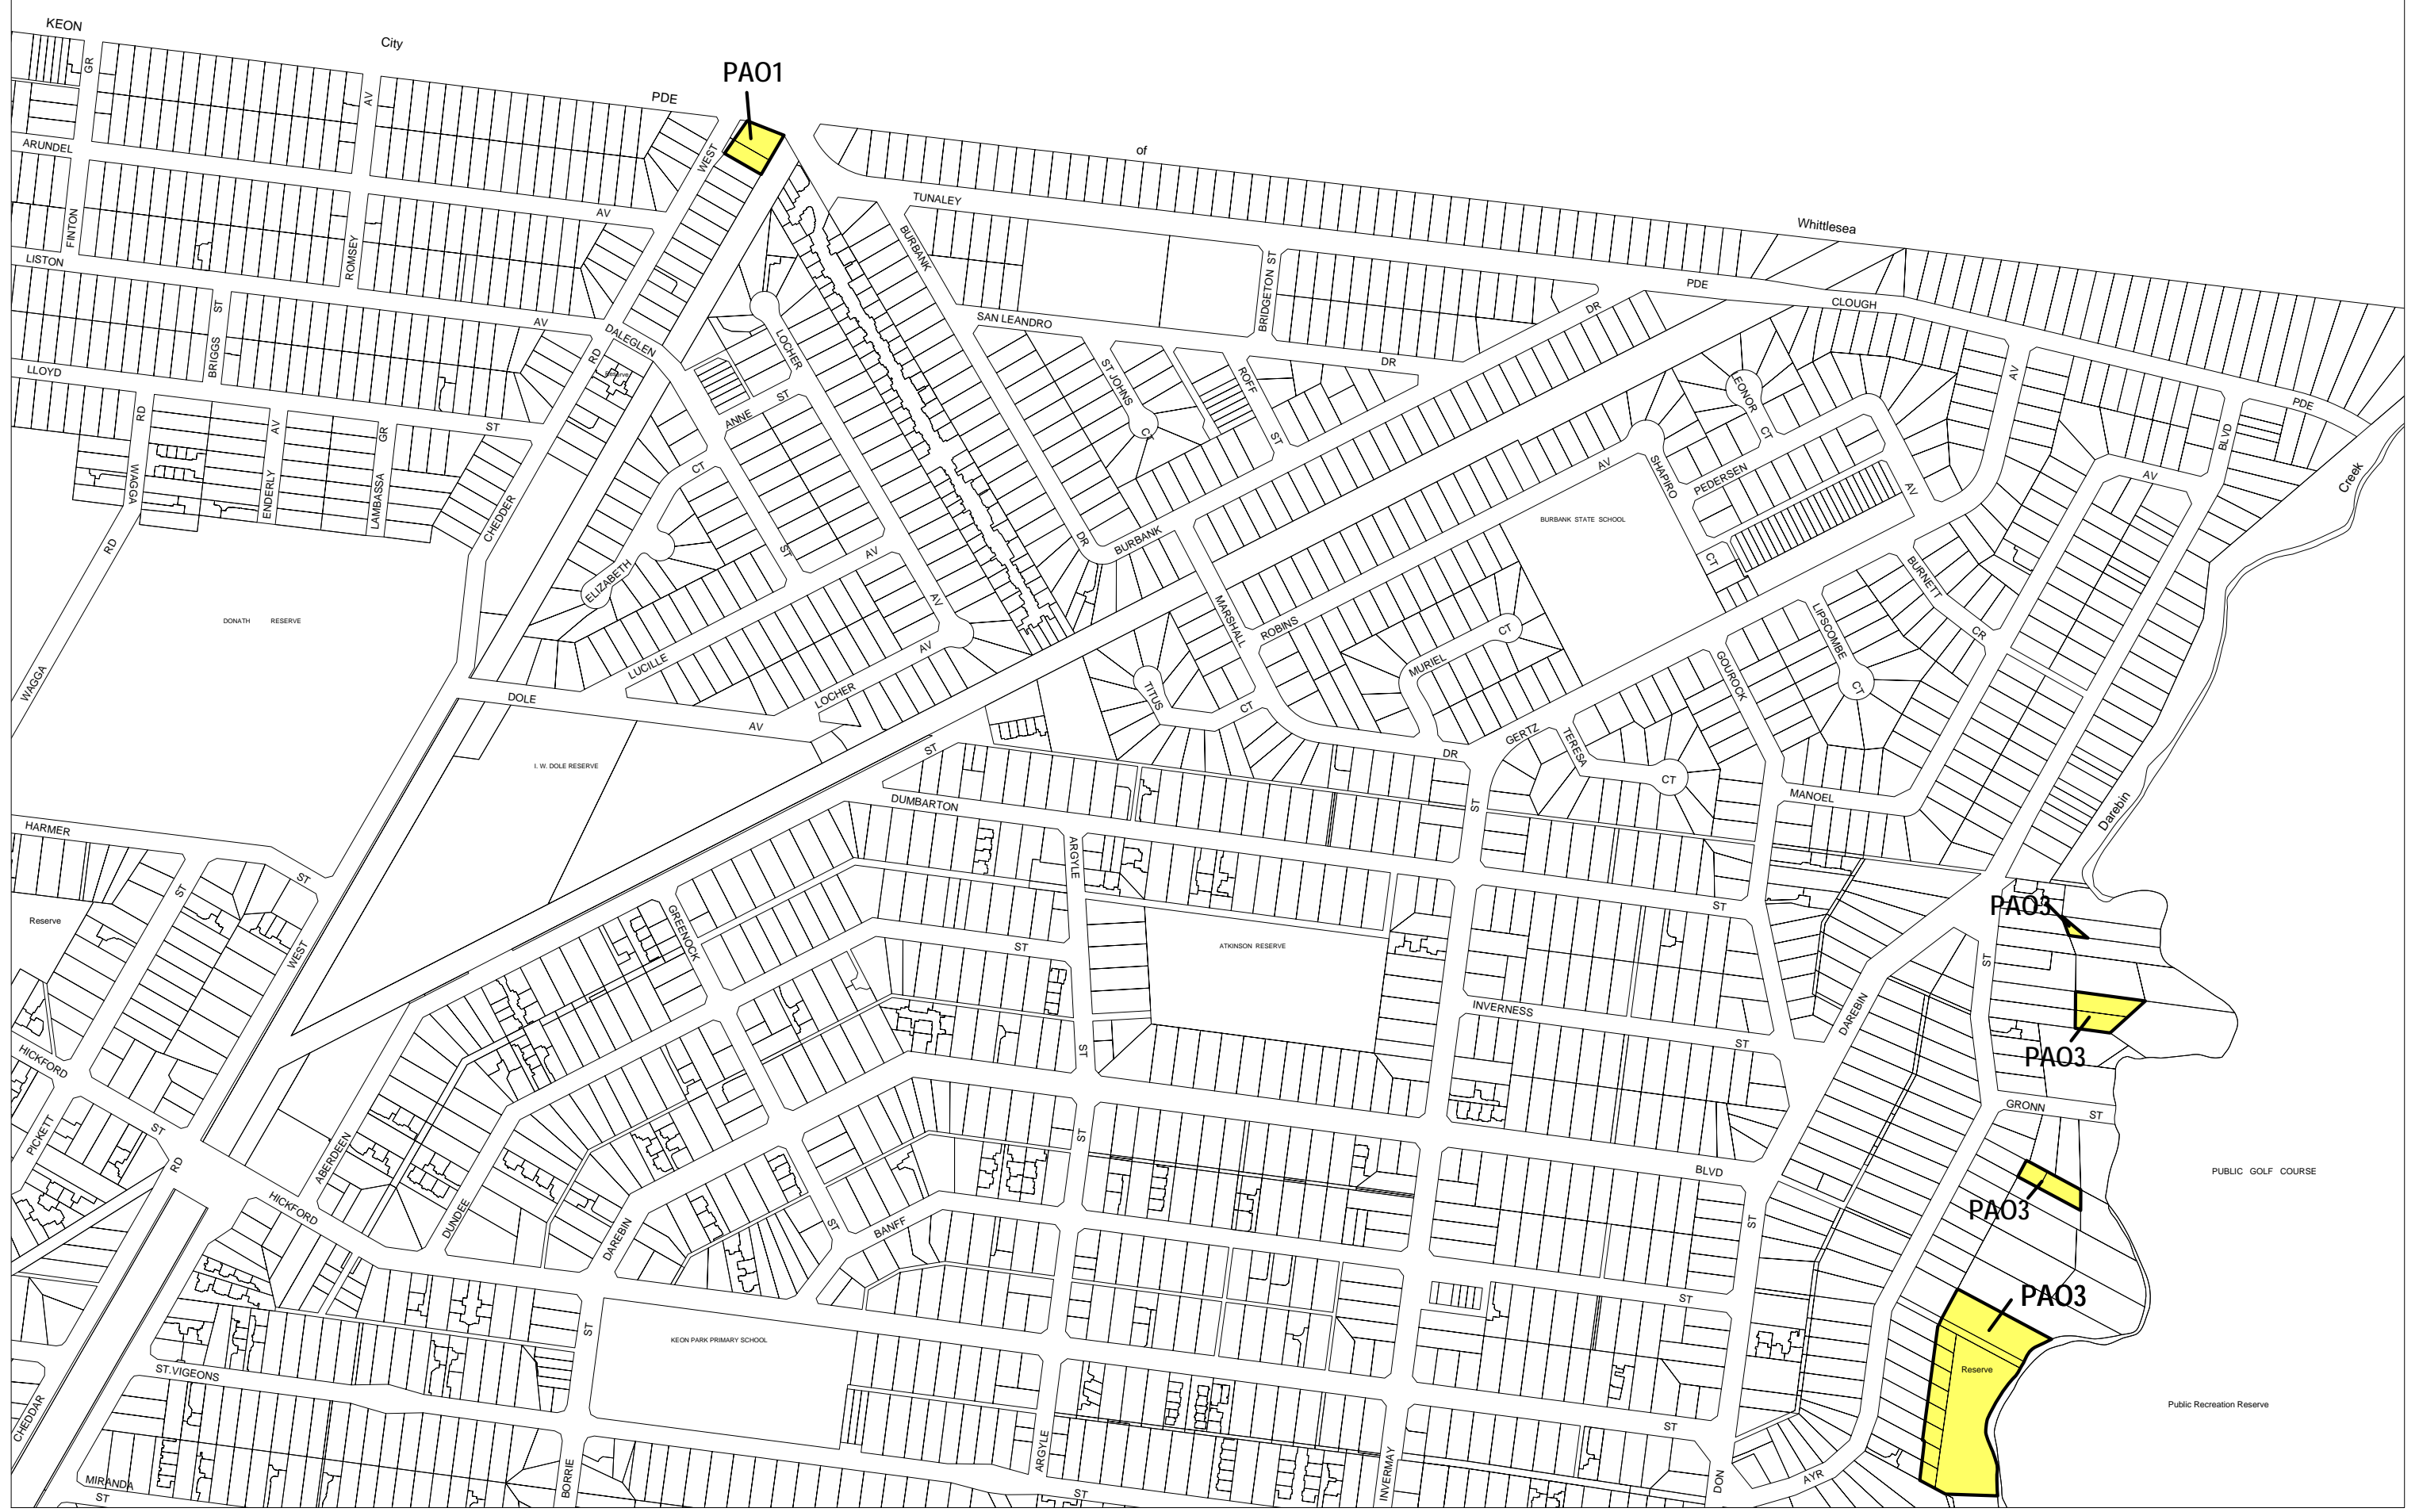 KEON
City
GR
PAO1
AV
PDE
ARUNDEL
WEST
of
TUNALEY
AV
FINTON
Whittlesea
BURBANK
ROMSEY
LISTON
BRIDGETON ST
PDE
CLOUGH
ST
DR
SAN LEANDRO
AV
DALEGLEN
LOCHER
RD
BRIGGS
DR
ST JOHNS
LLOYD
Reserve
ROFF
LEONOR
AV
ST
PDE
RD
ANNE
AV
ST
GR
CT
ST
CT
BLVD
CT
AV
SHAPIRO
PEDERSEN
AV
Creek
WAGGA
ENDERLY
LAMBASSA
CHEDDER
AV
BURBANK STATE SCHOOL
DR
BURBANK
RD
ST
AV
CT
ELIZABETH
BURNETT
AV
DONATH RESERVE
MARSHALL
ROBINS
LIPSCOMBE
CR
CT
AV
LUCILLE
MURIEL
GOUROCK
WAGGA
CT
DOLE
LOCHER
TITUS
CT
AV
GERTZ
TERESA
ST
DR
I. W. DOLE RESERVE
CT
MANOEL
DUMBARTON
ST
Darebin
HARMER
ARGYLE
ST
ST
PAO3
ST
Reserve
GREENOCK
ST
ATKINSON RESERVE
WEST
ST
INVERNESS
DAREBIN
ST
ST
HICKFORD
PAO3
GRONN
ST
PICKETT
ST
ST
ABERDEEN
RD
BLVD
PUBLIC GOLF COURSE
HICKFORD
PAO3
DUNDEE
ST
BANFF
ST
DAREBIN
PAO3
ST
ST
KEON PARK PRIMARY SCHOOL
Reserve
ST.VIGEONS
CHEDDAR
Public Recreation Reserve
ST
ARGYLE
INVERMAY
AYR
MIRANDA
BORRIE
DON
ST
ST